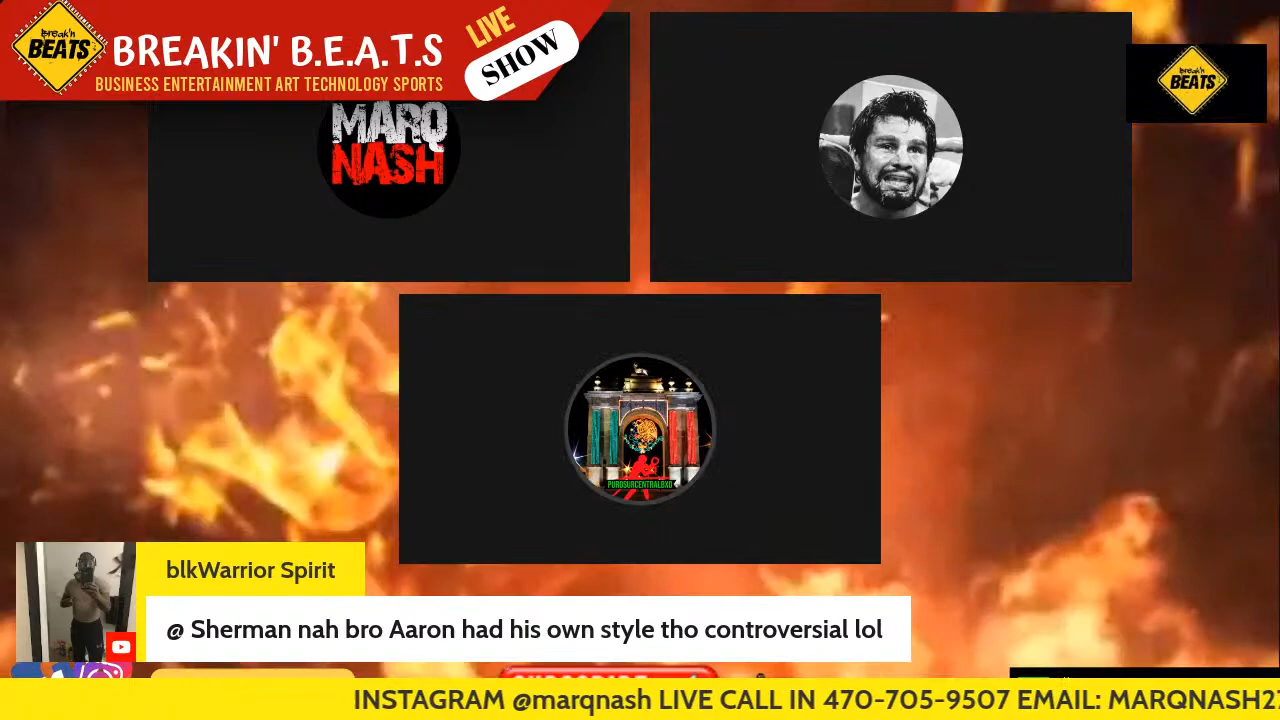 Break'n
BEATS
BREAKIN' B.E.A.T.S
BUSINESS ENTERTAINMENT ART TECHNOLOGY SPORTS
LIVE
SHOW
Break'n
BEATS
MARQ
NASH
PUROSURCENTRALBXO
blkWarrior Spirit
@ Sherman nah bro Aaron had his own style tho controversial lol
INSTAGRAM @marqnash LIVE CALL IN 470-705-9507 EMAIL: MARQNASH2